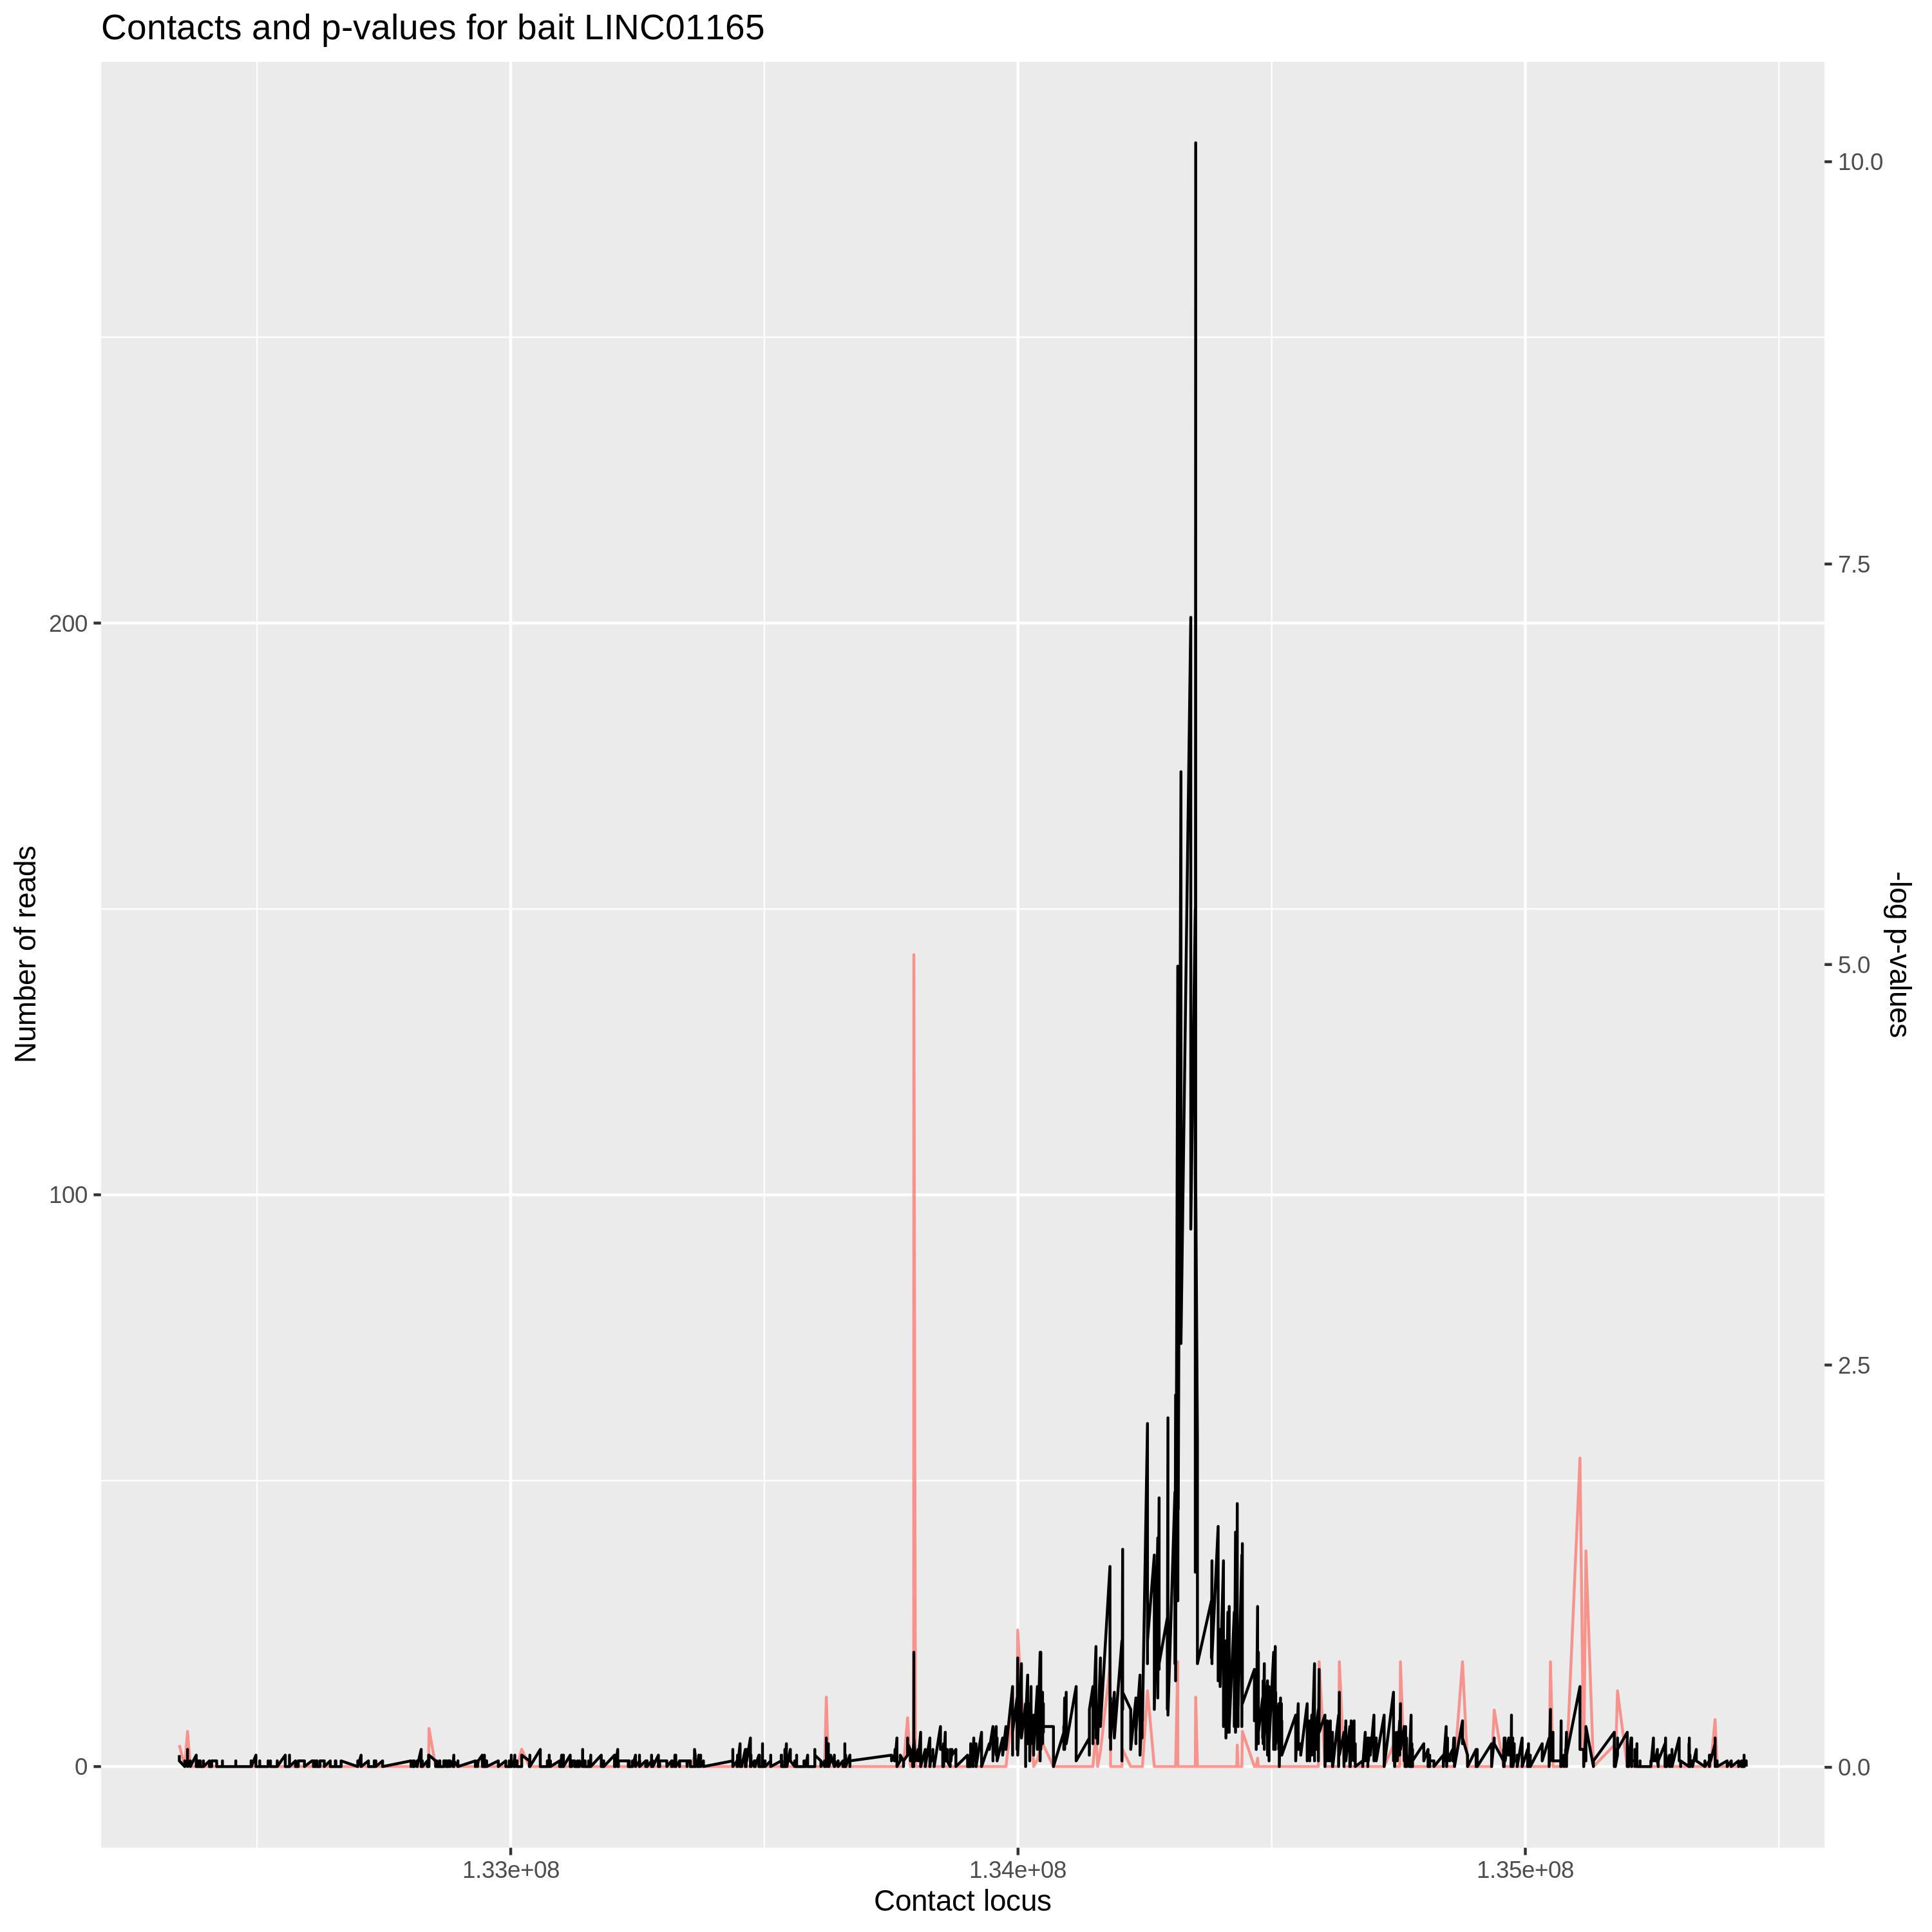 Contacts and p-values for bait LINC01165
10.0
7.5
200
5.0
Number of reads
-log p-values
100
2.5
0
0.0
1.33e+08
1.34e+08
1.35e+08
Contact locus